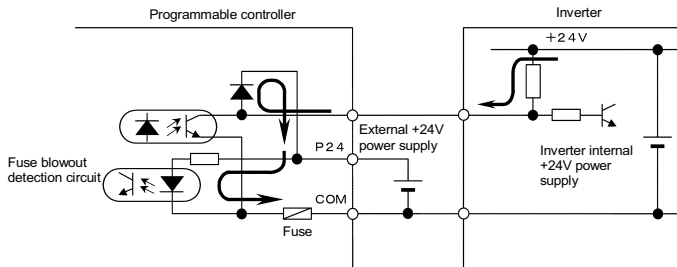 Programmable controller
Inverter
+24V
P24
External +24V
power supply
Fuse blowout
detection circuit
Inverter internal
+24V power
supply
COM
Fuse